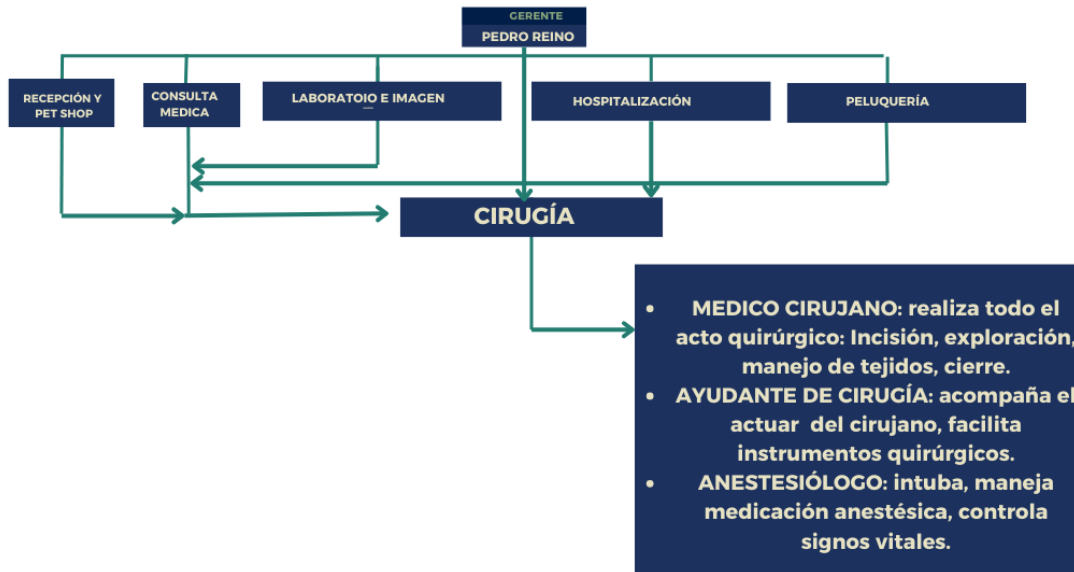 GERENTE
PEDRO REINO
RECEPCIÓN Y
PET SHOP
CONSULTA
MEDICA
LABORATOIO E IMAGEN
HOSPITALIZACIÓN
PELUQUERÍA
CIRUGÍA
• MEDICO CIRUJANO: realiza todo el
acto quirúrgico: Incisión, exploración,
manejo de tejidos, cierre.
• AYUDANTE DE CIRUGÍA: acompaña el
actuar del cirujano, facilita
instrumentos quirúrgicos.
• ANESTESIÓLOGO: intuba, maneja
medicación anestésica, controla
signos vitales.